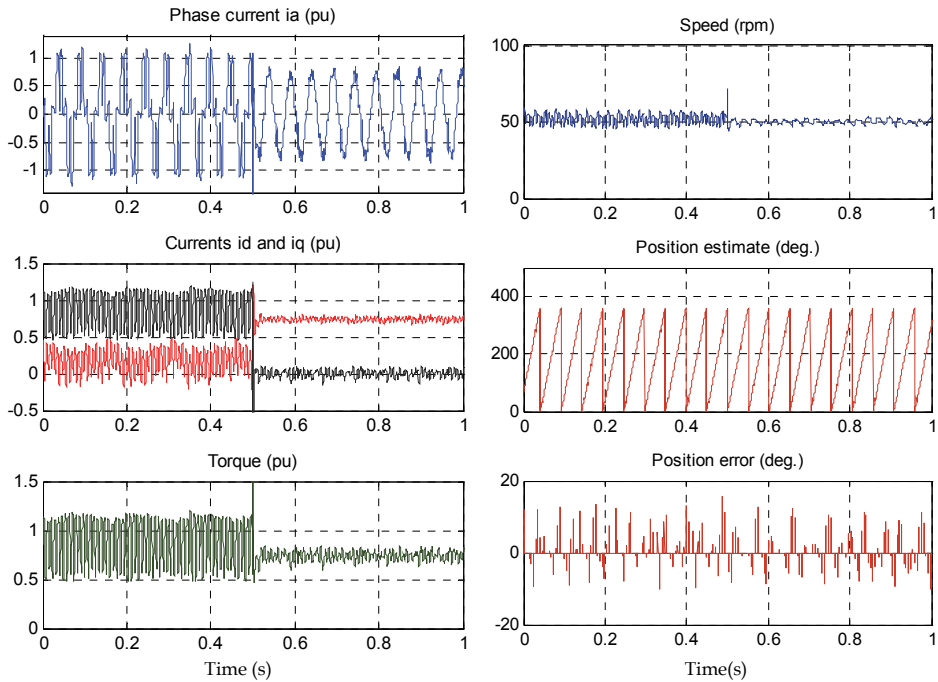 Phase current ia (pu)
1
0.5
0
-0.5
-1
0 0.2 0.4 0.6 0.8 1
Currents id and iq (pu)
1.5
1
0.5
0
-0.5
0 0.2 0.4 0.6 0.8 1
Torque (pu)
1.5
1
0.5
0
0 0.2 0.4 0.6 0.8 1
Time (s)
Speed (rpm)
100
50
0
0 0.2 0.4 0.6 0.8 1
Position estimate (deg.)
400
200
0
0 0.2 0.4 0.6 0.8 1
Position error (deg.)
20
0
-20
0 0.2 0.4 0.6 0.8 1
Time(s)